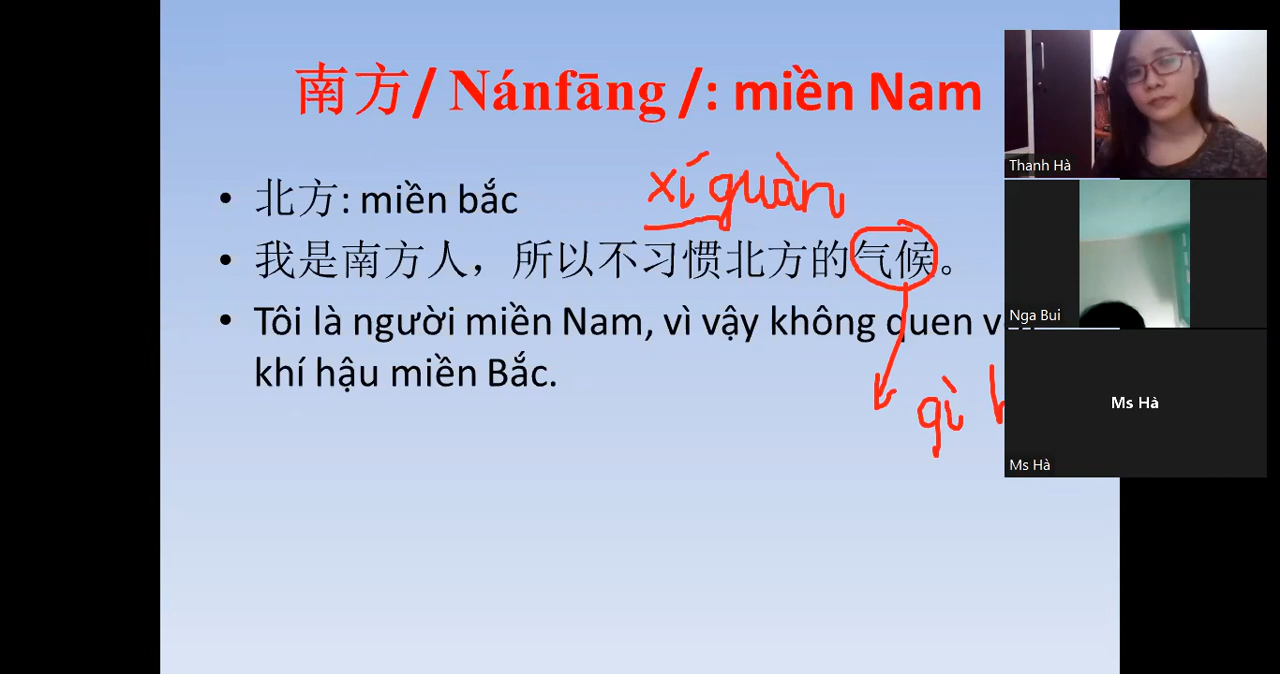 南方/ Nánfāng /: miền Nam
xí guàn
• 北方: miền bắc
• 我是南方人，所以不习惯北方的气候。
• Tôi là người miền Nam, vì vậy không quen
khí hậu miền Bắc.
qì
Thanh Hà
Nga Bui
Ms Hà
Ms Hà